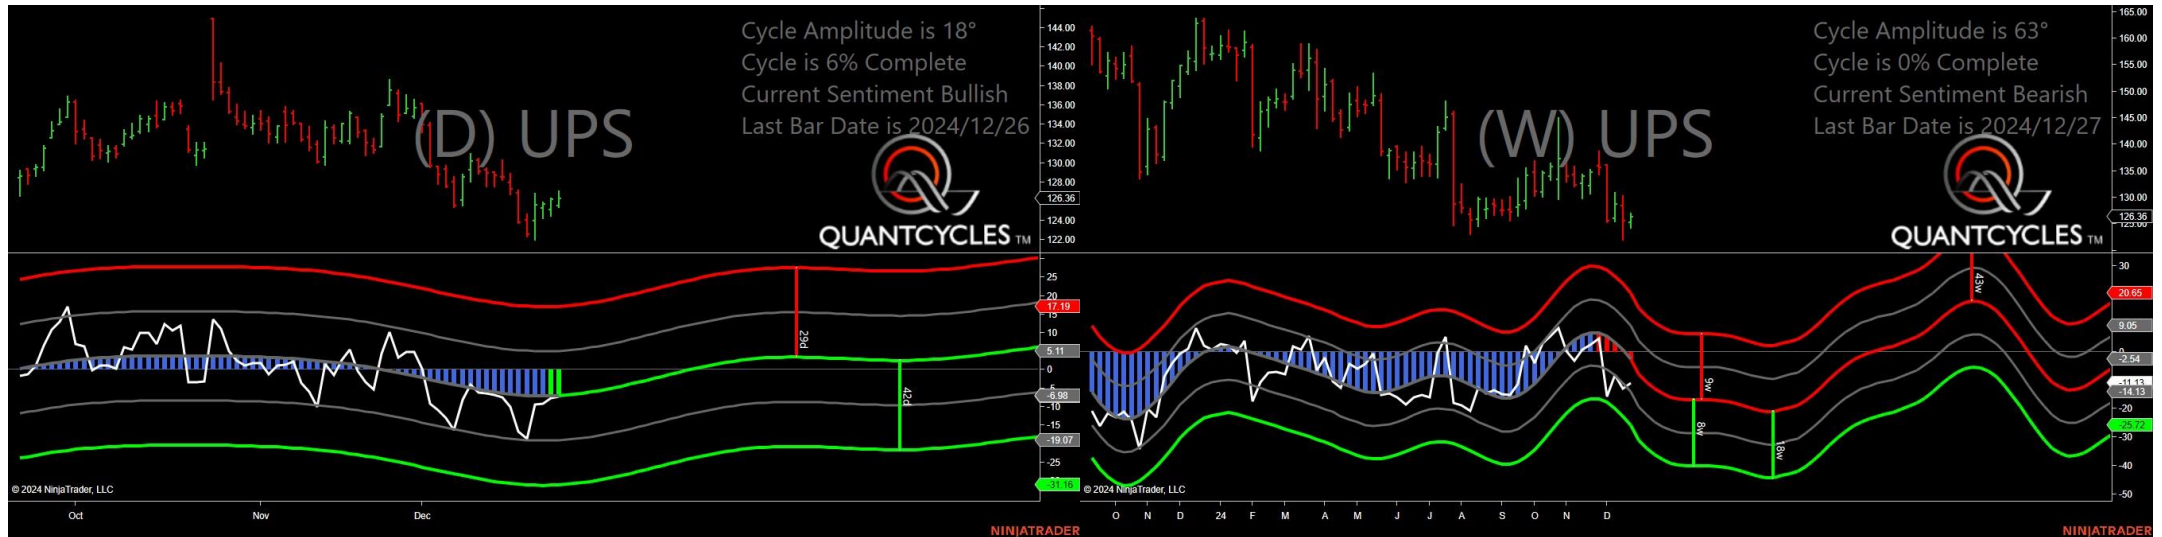 Cycle Amplitude is 18°
Cycle is 6% Complete
Current Sentiment Bullish
Last Bar Date is 2024/12/26
(D) UPS
QUANTCYCLES TM
144.00
142.00
140.00
138.00
136.00
134.00
132.00
130.00
128.00
126.36
124.00
122.00
25
20
17.19
15
10
5.11
0
-5
-6.98
-10
-15
-19.07
-25
-31.16
29d
42d
© 2024 NinjaTrader, LLC
Oct Nov Dec
NINJATRADER
Cycle Amplitude is 63°
Cycle is 0% Complete
Current Sentiment Bearish
Last Bar Date is 2024/12/27
(W) UPS
QUANTCYCLES TM
165.00
160.00
155.00
150.00
145.00
140.00
135.00
130.00
126.36
125.00
30
20.65
9.05
0
-2.54
-11.13
-14.13
-20
-25.72
-30
-40
-50
43w
9w
8w
18w
© 2024 NinjaTrader, LLC
O N D 24 F M A M J J A S O N D
NINJATRADER